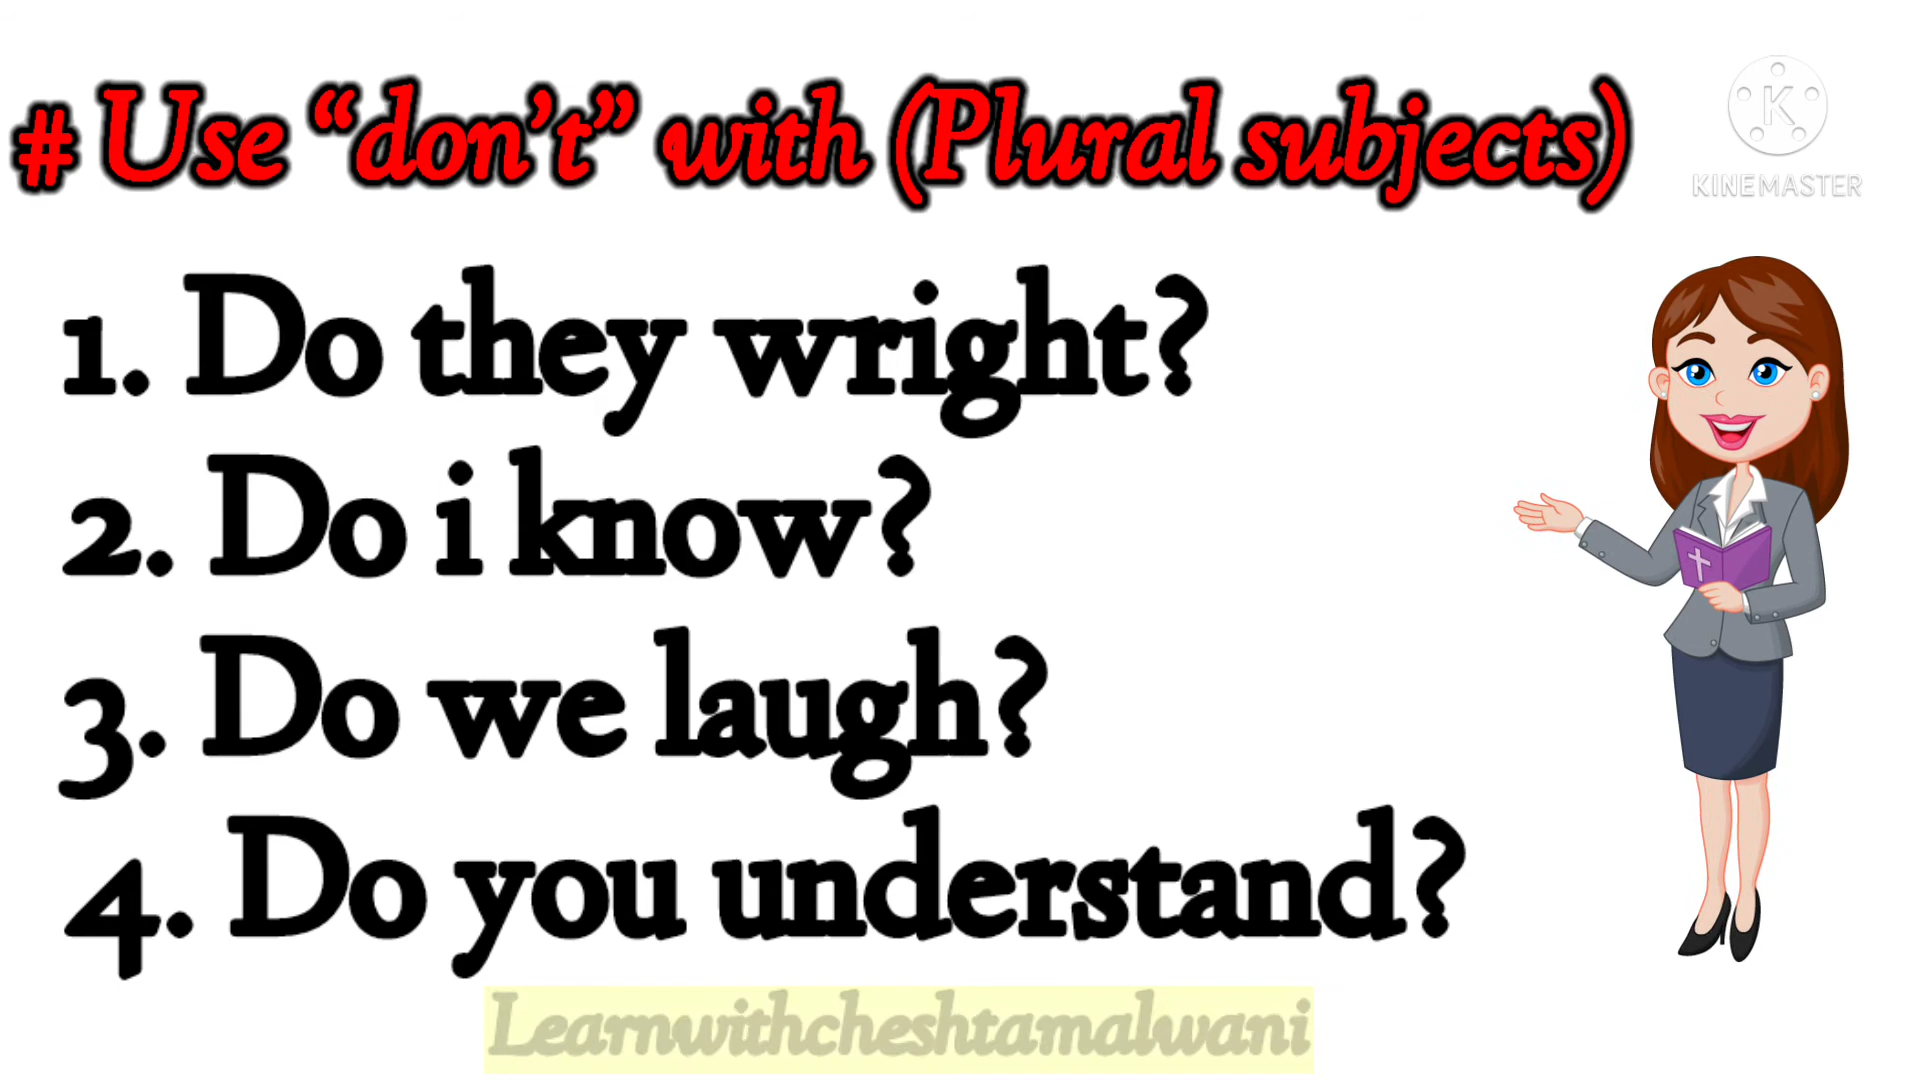 # Use “don’t” with (Plural subjects)
KINEMASTER
1. Do they wright?
2. Do i know?
3. Do we laugh?
4. Do you understand?
Learnwithcheshtamalwani